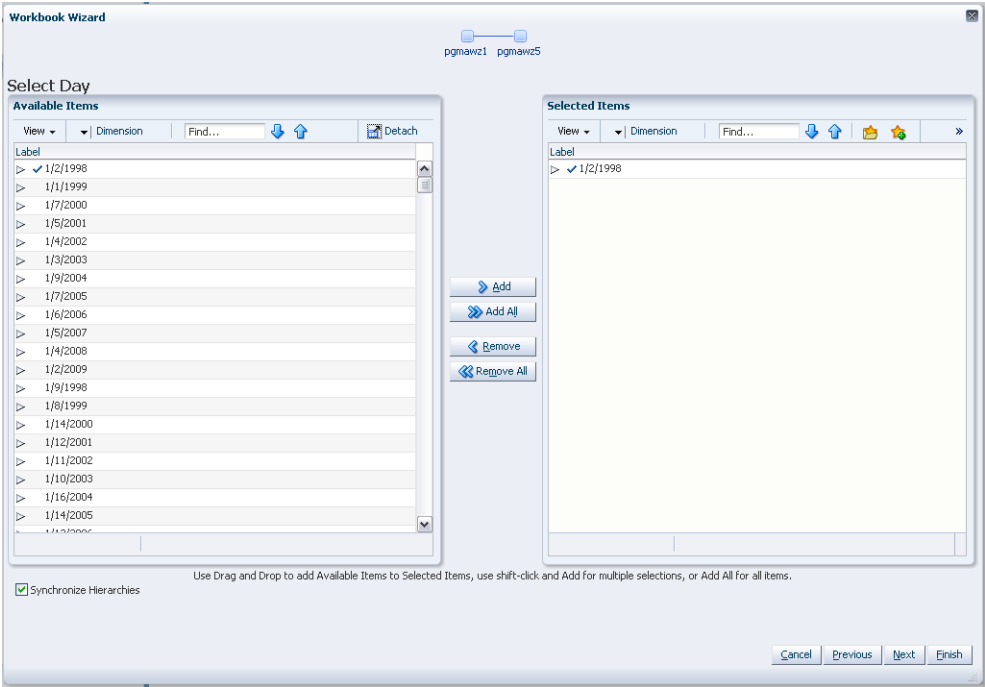 Workbook Wizard
pgmawz1 pgmawz5
Select Day
Available Items
View Dimension Find... Detach
Label
1/2/1998
1/1/1999
1/7/2000
1/5/2001
1/4/2002
1/3/2003
1/9/2004
1/7/2005
1/6/2006
1/5/2007
1/4/2008
1/2/2009
1/9/1998
1/8/1999
1/14/2000
1/12/2001
1/11/2002
1/10/2003
1/16/2004
1/14/2005
Add
Add All
Remove
Remove All
Selected Items
View Dimension Find... »
Label
1/2/1998
Use Drag and Drop to add Available Items to Selected Items, use shift-click and Add for multiple selections, or Add All for all items.
Synchronize Hierarchies
Cancel Previous Next Finish